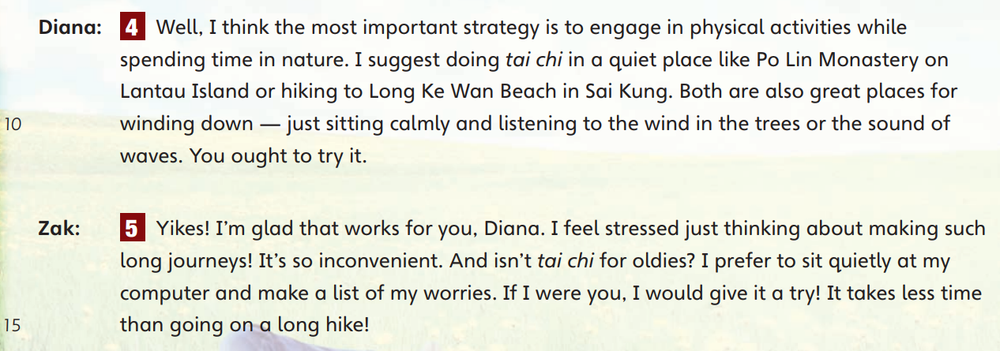 Diana: 4 Well, I think the most important strategy is to engage in physical activities while
spending time in nature. I suggest doing tai chi in a quiet place like Po Lin Monastery on
Lantau Island or hiking to Long Ke Wan Beach in Sai Kung. Both are also great places for
10 winding down — just sitting calmly and listening to the wind in the trees or the sound of
waves. You ought to try it.
Zak: 5 Yikes! I'm glad that works for you, Diana. I feel stressed just thinking about making such
long journeys! It's so inconvenient. And isn't tai chi for oldies? I prefer to sit quietly at my
computer and make a list of my worries. If I were you, I would give it a try! It takes less time
15 than going on a long hike!